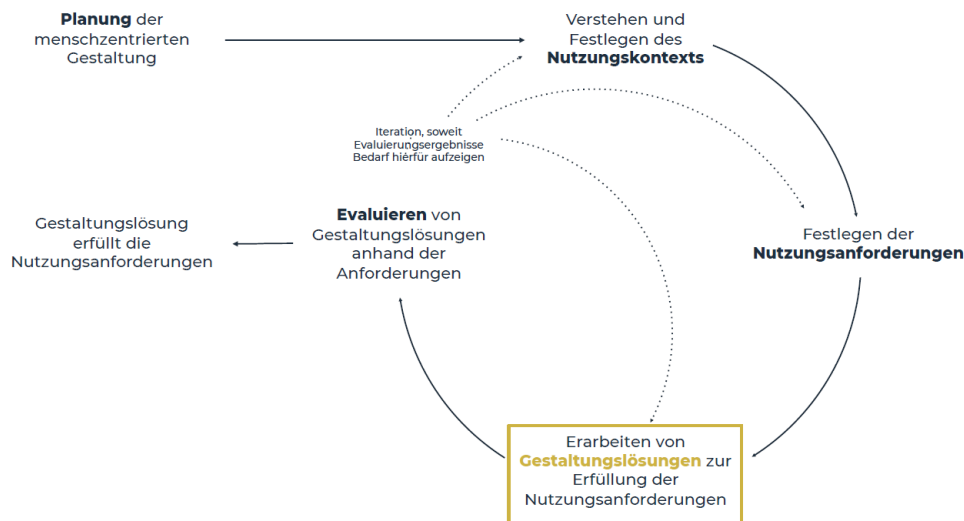 Planung der
menschzentrierten
Gestaltung
Verstehen und
Festlegen des
Nutzungskontexts
Iteration, soweit
Evaluierungsergebnisse
Bedarf hierfür aufzeigen
Gestaltungslösung
erfüllt die
Nutzungsanforderungen
Evaluieren von
Gestaltungslösungen
anhand der
Anforderungen
Festlegen der
Nutzungsanforderungen
Erarbeiten von
Gestaltungslösungen zur
Erfüllung der
Nutzungsanforderungen